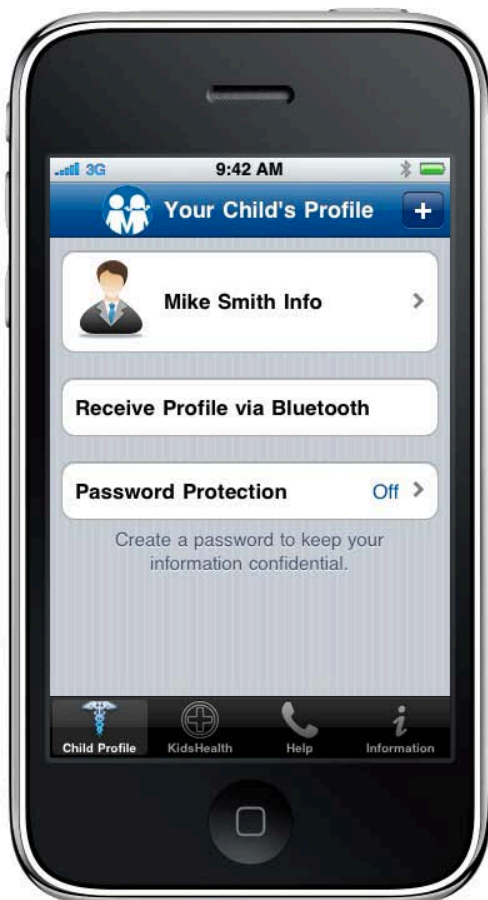 3G 9:42 AM
Your Child's Profile +
Mike Smith Info
Receive Profile via Bluetooth
Password Protection Off
Create a password to keep your
information confidential.
Child Profile KidsHealth Help Information